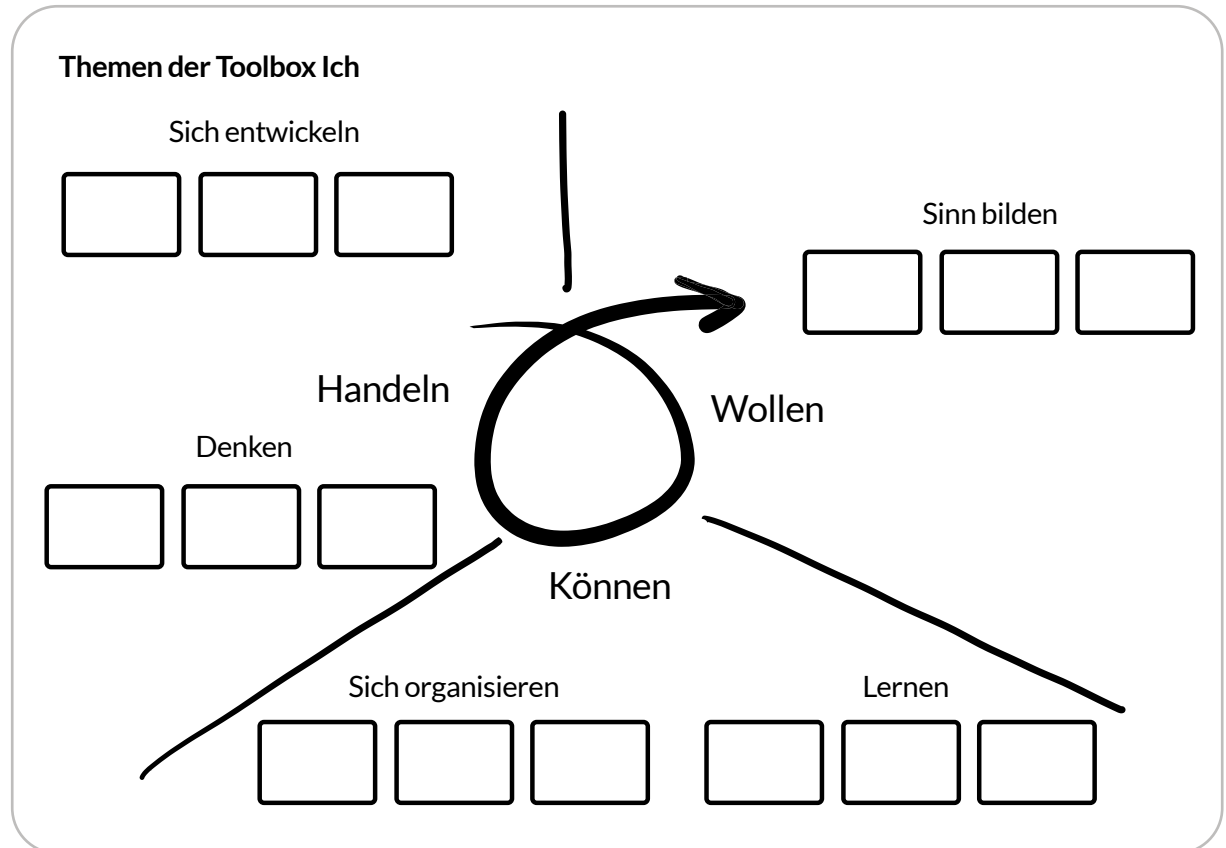 Themen der Toolbox Ich
Sich entwickeln
Sinn bilden
Handeln
Wollen
Denken
Können
Sich organisieren
Lernen